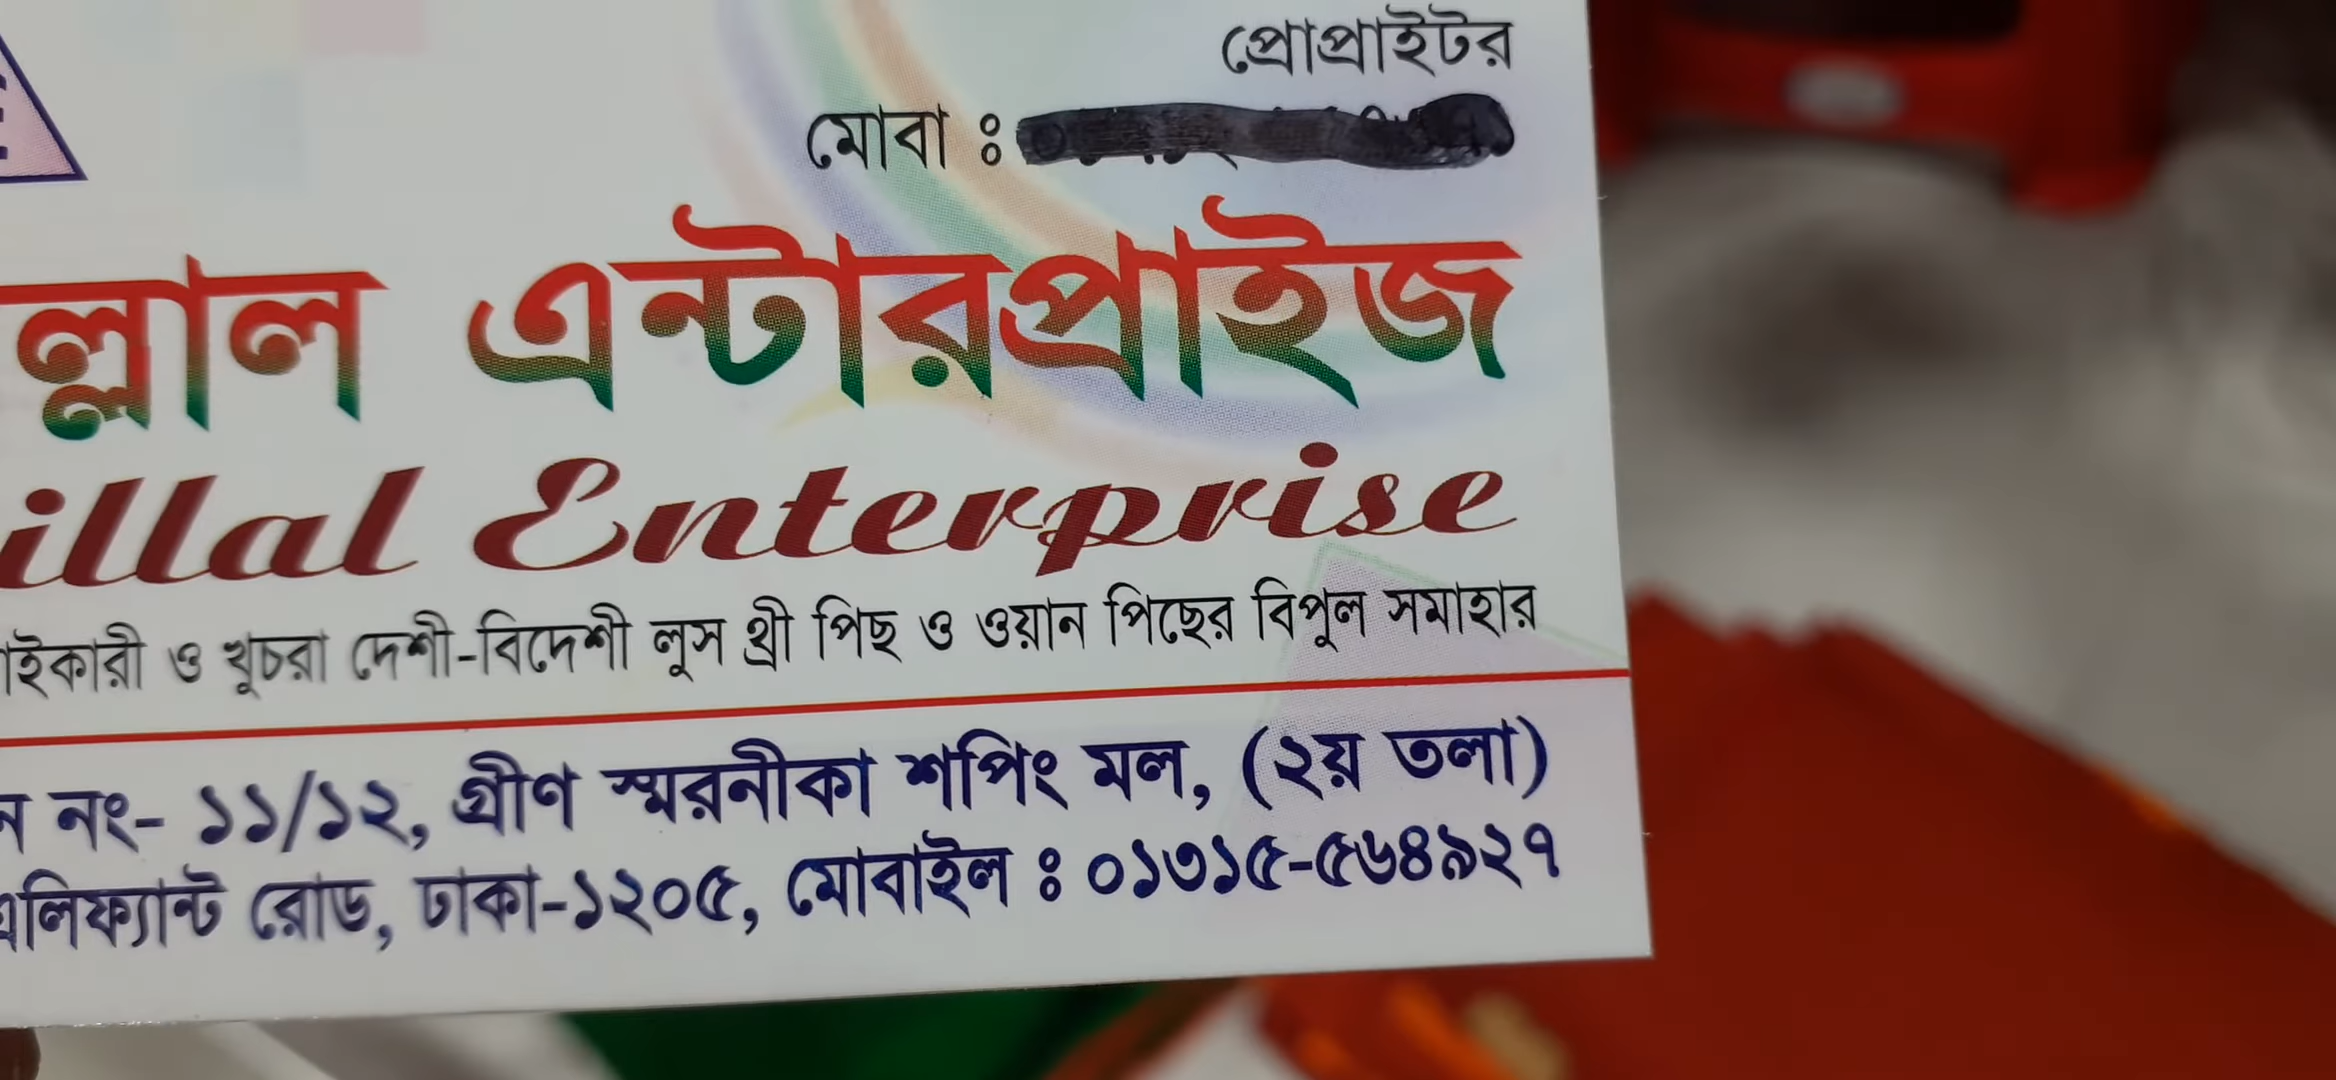 প্রোপ্রাইটর
মোবা ঃ
ল্লাল এন্টারপ্রাইজ
illal Enterprise
াইকারী ও খুচরা দেশী-বিদেশী লুস থ্রী পিছ ও ওয়ান পিছের বিপুল সমাহার
ন নং- ১১/১২, গ্রীণ স্মরনীকা শপিং মল, (২য় তলা)
এলিফ্যান্ট রোড, ঢাকা-১২০৫, মোবাইল ঃ ০১৩১৫-৫৬৪৯২৭